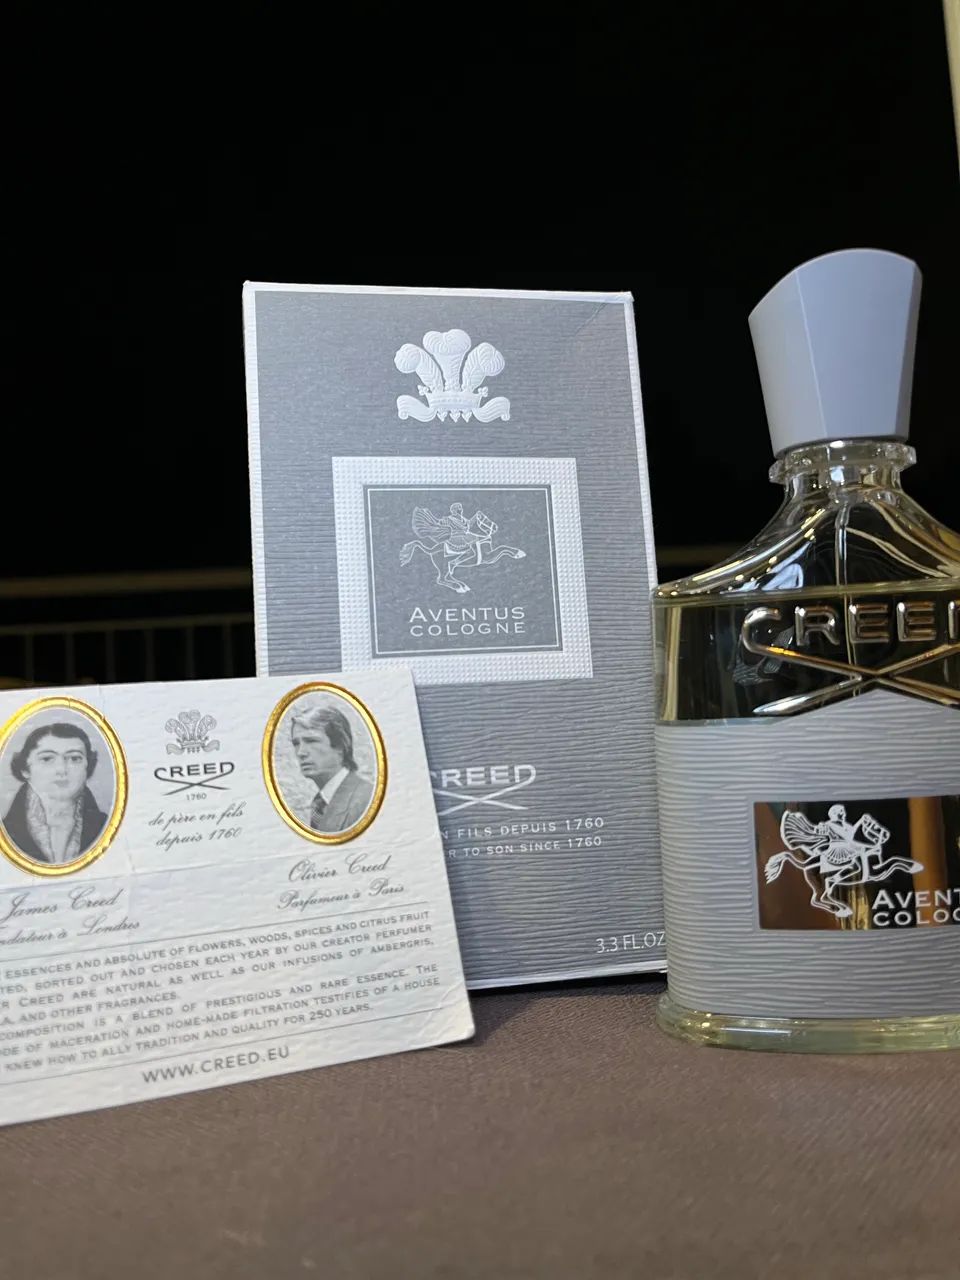 AVENTUS
COLOGNE
CREED
FILS DEPUIS 1760
TO SON SINCE 1760
3.3 FL.OZ
CREED
AVENT
COLO
CREED
1760
de père en fils
depuis 1760
James Creed
à Londres
Olivier Creed
Parfumeur à Paris
ESSENCES AND ABSOLUTE OF FLOWERS, WOODS, SPICES AND CITRUS FRUIT
SORTED OUT AND CHOSEN EACH YEAR BY OUR CREATOR PERFUMER
CREED ARE NATURAL AS WELL AS OUR INFUSIONS OF AMBERGRIS,
AND OTHER FRAGRANCES.
COMPOSITION IS A BLEND OF PRESTIGIOUS AND RARE ESSENCE. THE
OF MACERATION AND HOME-MADE FILTRATION TESTIFIES OF A HOUSE
KNEW HOW TO ALLY TRADITION AND QUALITY FOR 250 YEARS.
WWW.CREED.EU